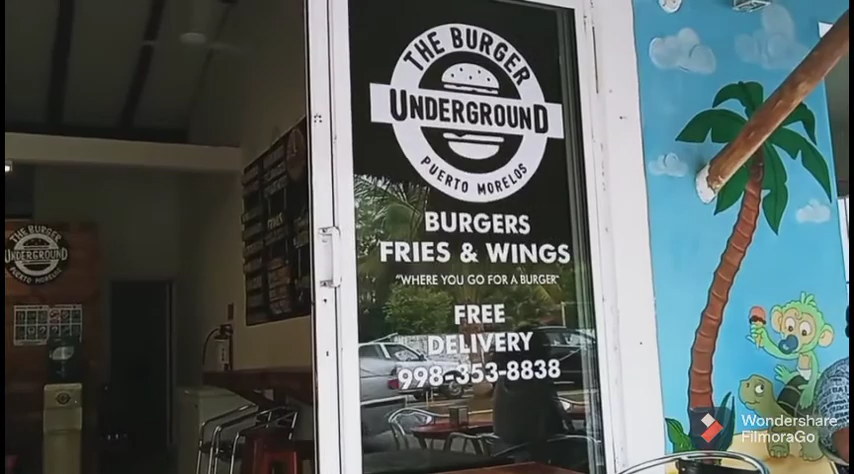 THE BURGER
UNDERGROUND
PUERTO MORELOS
BURGERS
FRIES & WINGS
"WHERE YOU GO FOR A BURGER"
FREE
DELIVERY
998-353-8838
THE BURGER
UNDERGROUND
PUERTO MORELOS
Wondershare
FilmoraGo